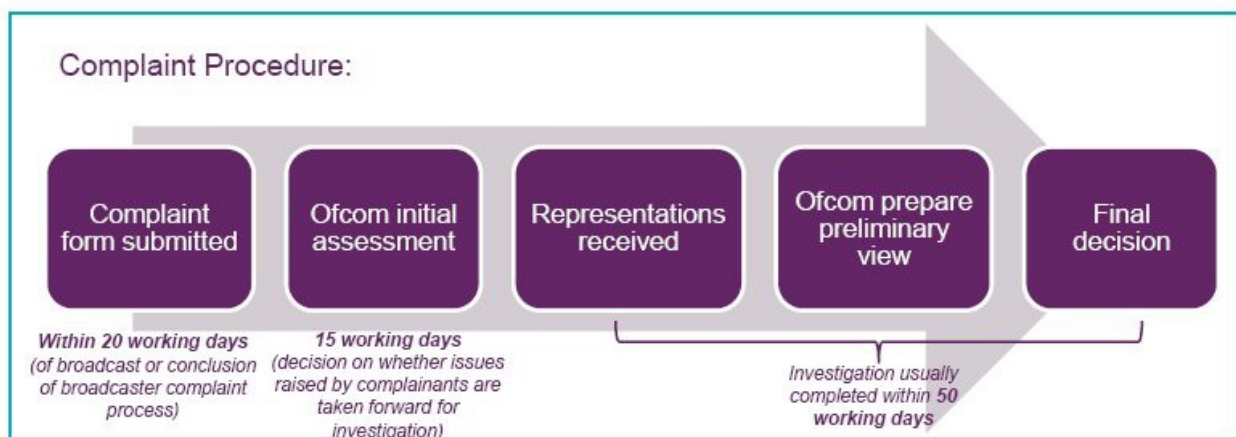 Complaint Procedure:
Complaint
form submitted
Ofcom initial
assessment
Representations
received
Ofcom prepare
preliminary
view
Final
decision
Within 20 working days
(of broadcast or conclusion
of broadcaster complaint
process)
15 working days
(decision on whether issues
raised by complainants are
taken forward for
investigation)
Investigation usually
completed within 50
working days